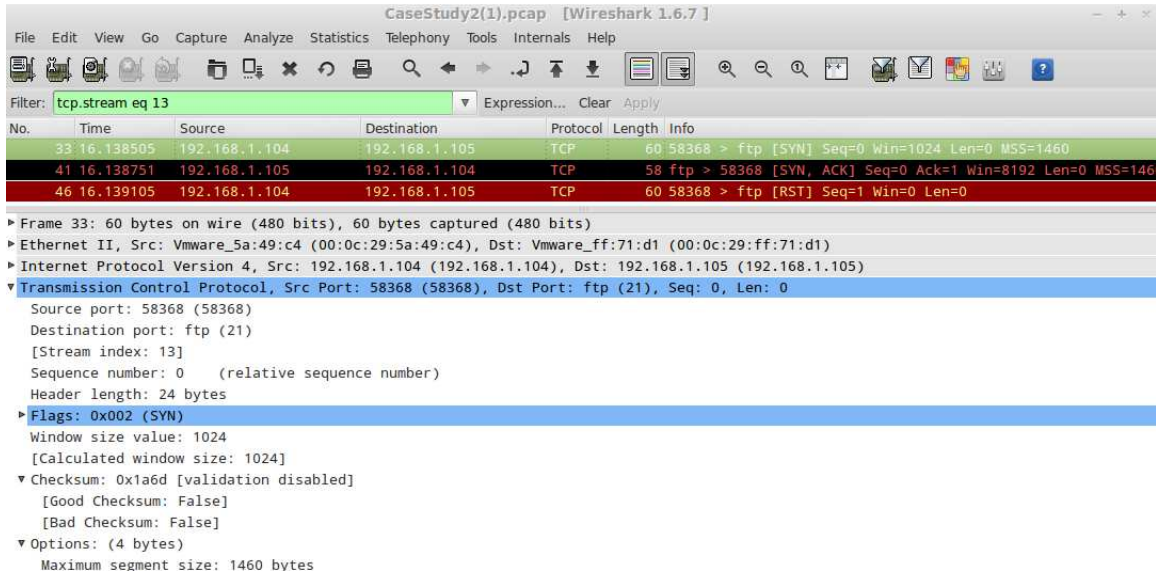 CaseStudy2(1).pcap [Wireshark 1.6.7 ]
File Edit View Go Capture Analyze Statistics Telephony Tools Internals Help
Filter: tcp.stream eq 13 Expression... Clear Apply
No. Time Source Destination Protocol Length Info
33 16.138505 192.168.1.104 192.168.1.105 TCP 60 58368 > ftp [SYN] Seq=0 Win=1024 Len=0 MSS=1460
41 16.138751 192.168.1.105 192.168.1.104 TCP 58 ftp > 58368 [SYN, ACK] Seq=0 Ack=1 Win=8192 Len=0 MSS=146
46 16.139105 192.168.1.104 192.168.1.105 TCP 60 58368 > ftp [RST] Seq=1 Win=0 Len=0
Frame 33: 60 bytes on wire (480 bits), 60 bytes captured (480 bits)
Ethernet II, Src: Vmware_5a:49:c4 (00:0c:29:5a:49:c4), Dst: Vmware_ff:71:d1 (00:0c:29:ff:71:d1)
Internet Protocol Version 4, Src: 192.168.1.104 (192.168.1.104), Dst: 192.168.1.105 (192.168.1.105)
Transmission Control Protocol, Src Port: 58368 (58368), Dst Port: ftp (21), Seq: 0, Len: 0
Source port: 58368 (58368)
Destination port: ftp (21)
[Stream index: 13]
Sequence number: 0 (relative sequence number)
Header length: 24 bytes
Flags: 0x002 (SYN)
Window size value: 1024
[Calculated window size: 1024]
Checksum: 0x1a6d [validation disabled]
[Good Checksum: False]
[Bad Checksum: False]
Options: (4 bytes)
Maximum segment size: 1460 bytes